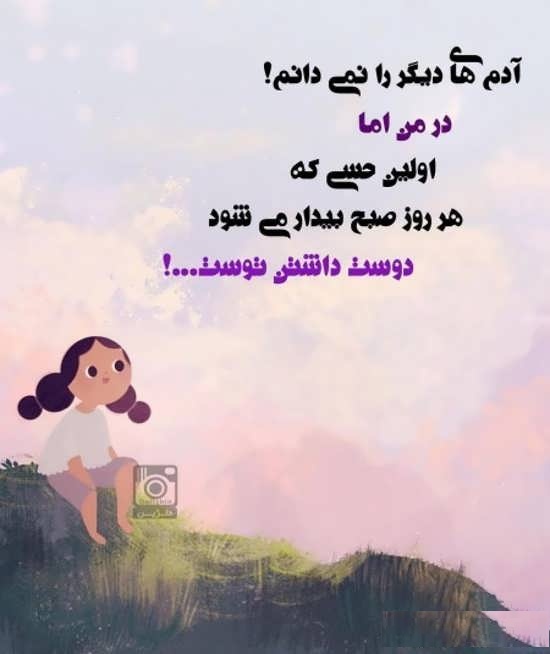 آدم های دیگر را نمی دانم!
در من اما
اولین حسی که
هر روز صبح بیدار می شود
دوست داشتن توست...!